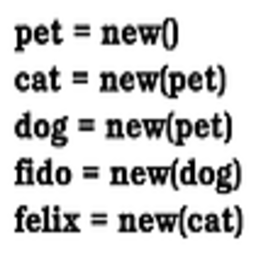 pet = new()
cat = new(pet)
dog = new(pet)
fido = new(dog)
felix = new(cat)